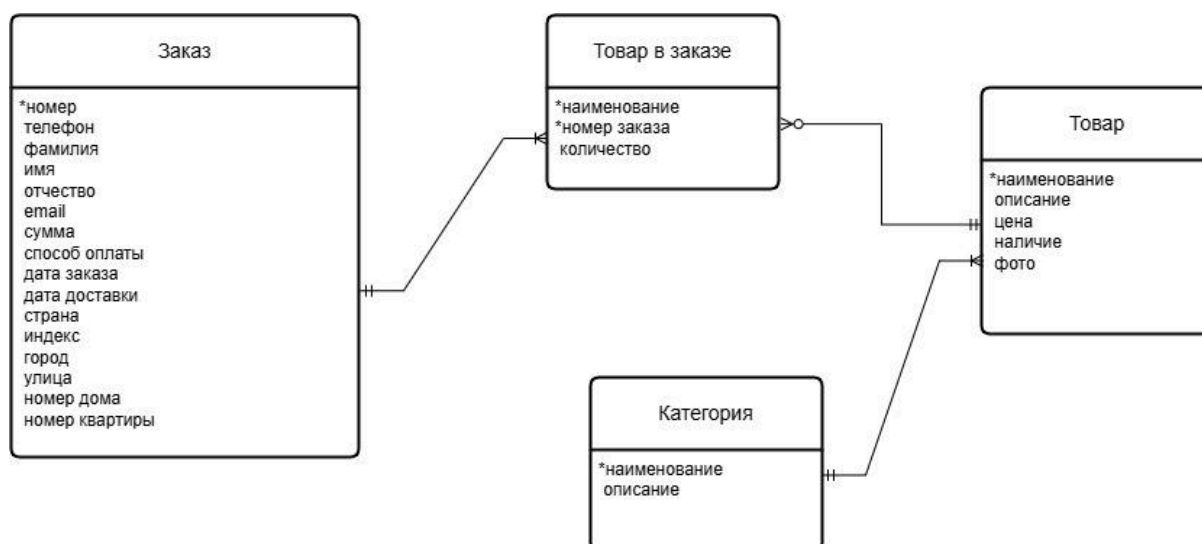 Заказ
*номер
телефон
фамилия
имя
отчество
email
сумма
способ оплаты
дата заказа
дата доставки
страна
индекс
город
улица
номер дома
номер квартиры
Товар в заказе
*наименование
*номер заказа
количество
Товар
*наименование
описание
цена
наличие
фото
Категория
*наименование
описание